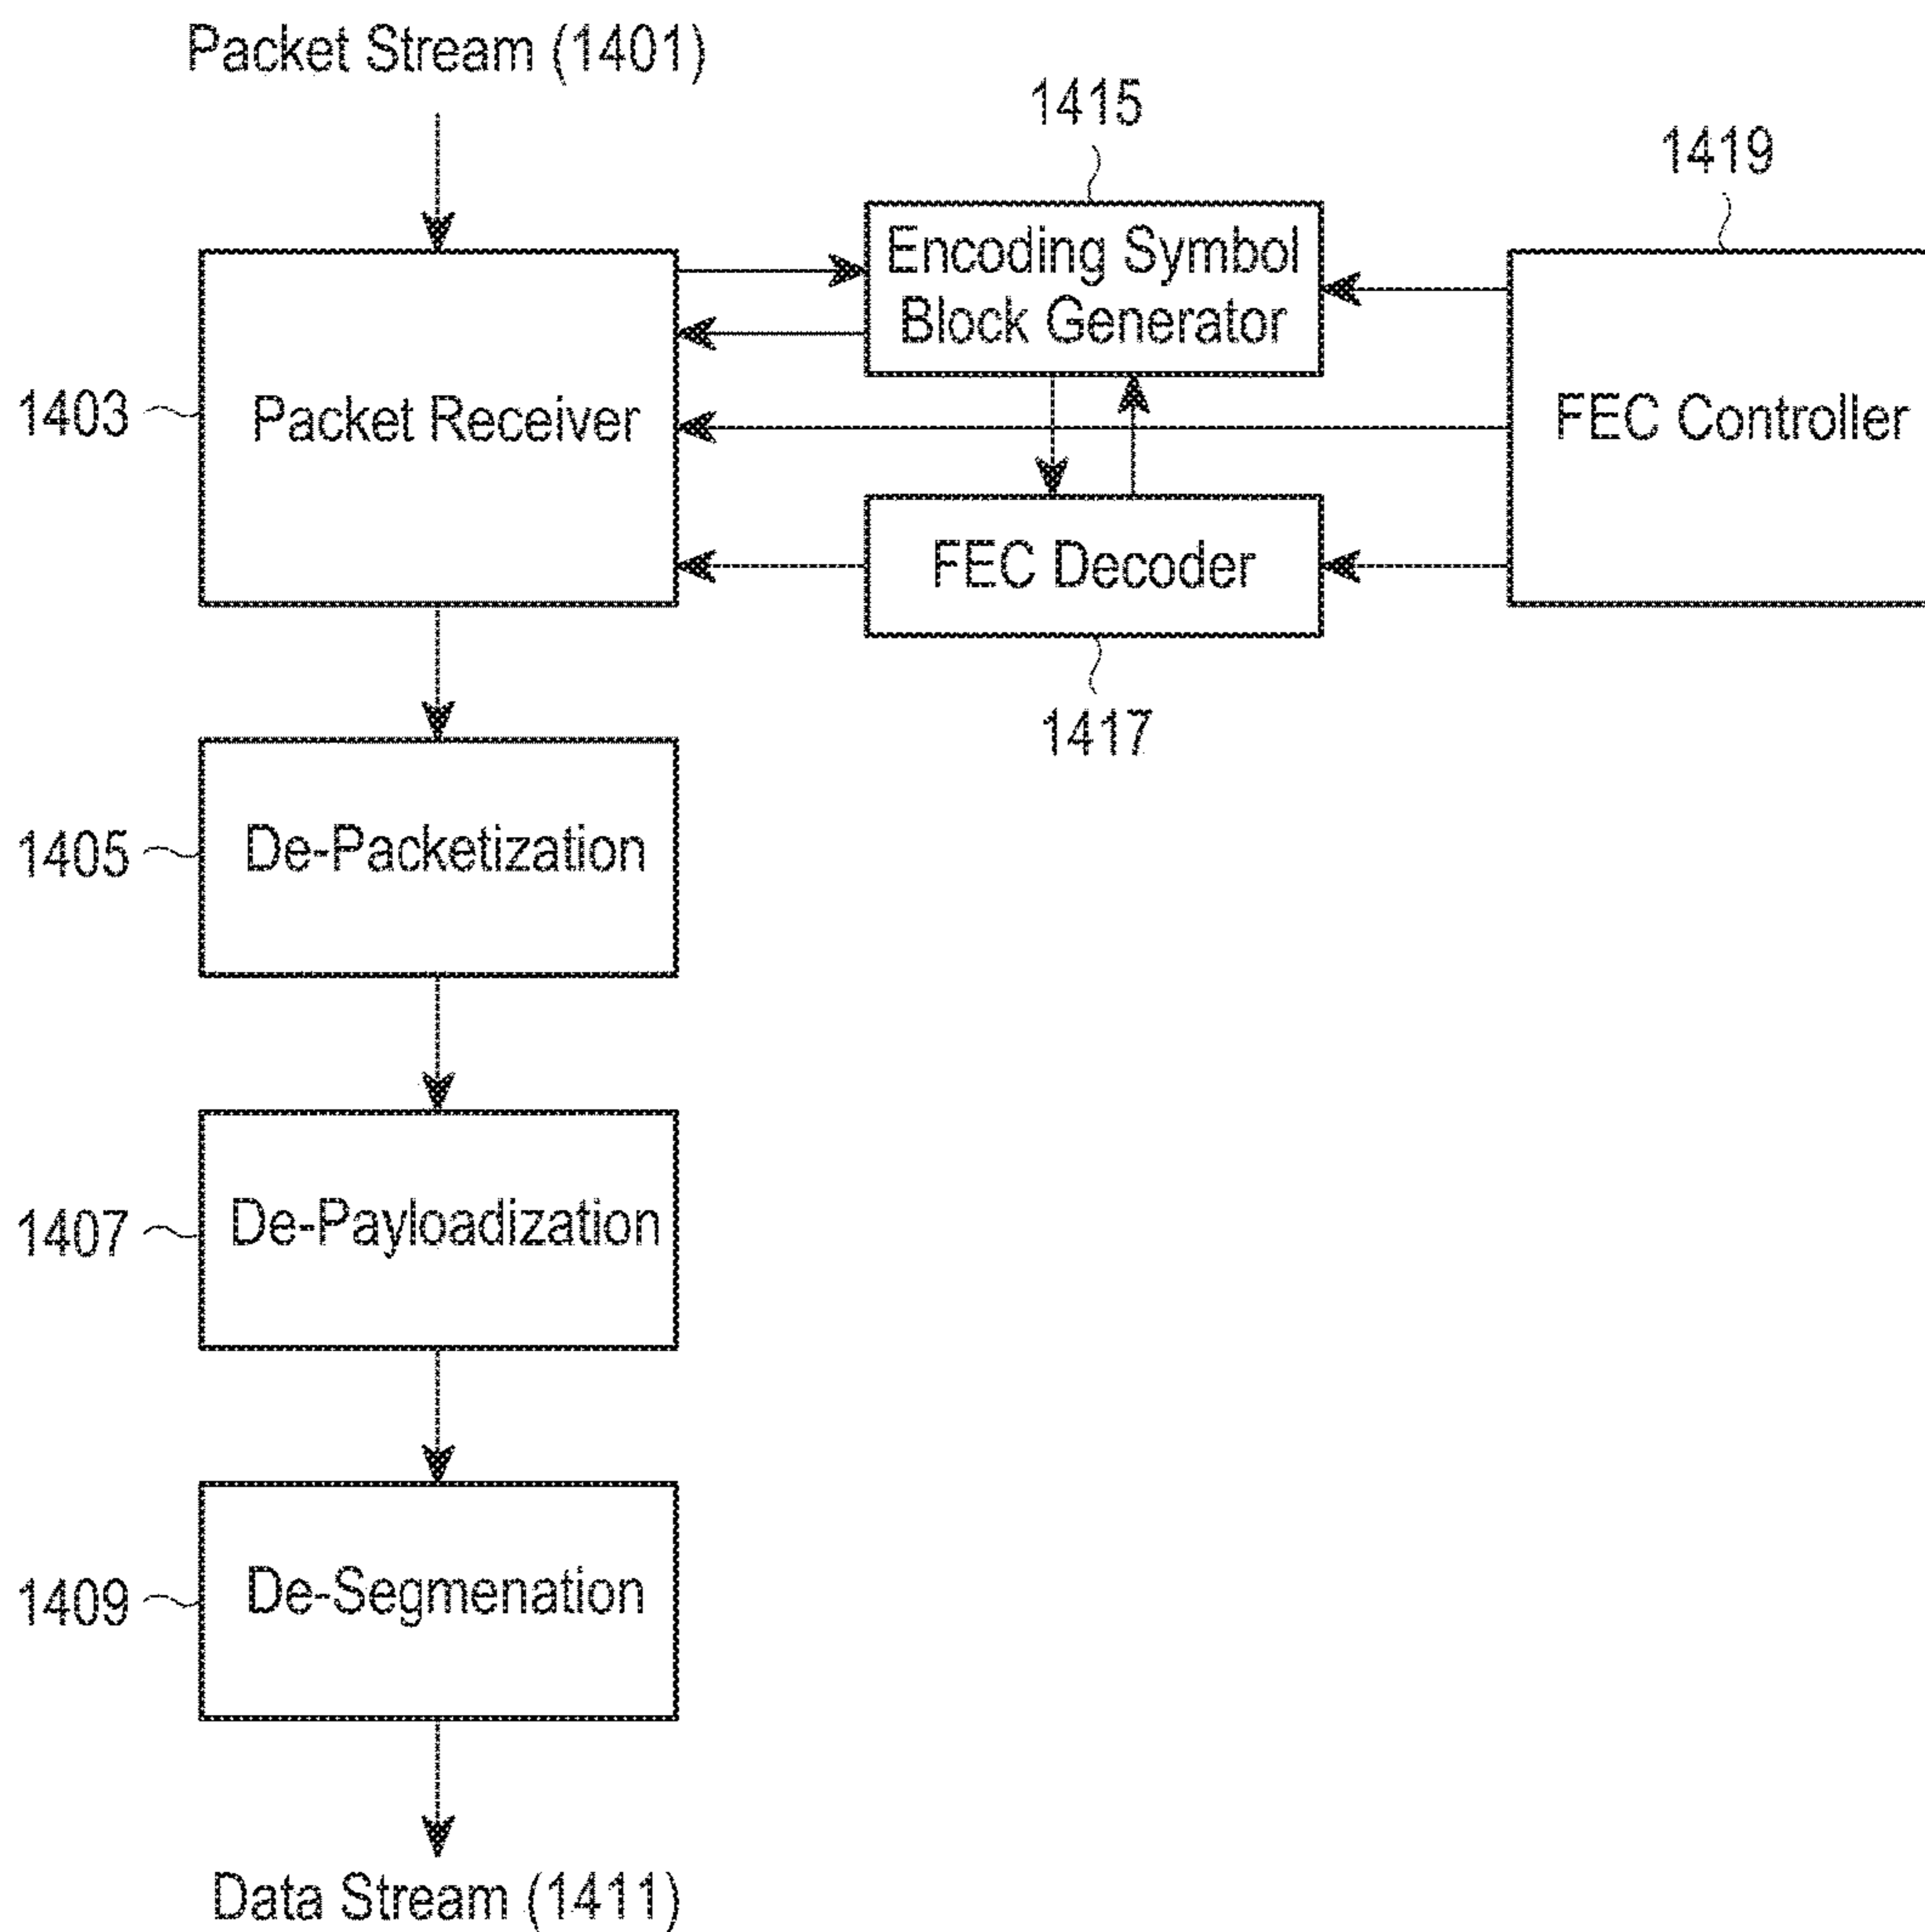 Packet Stream (1401)
1415
1419
Encoding Symbol
Block Generator
1403
Packet Receiver
FEC Controller
FEC Decoder
1417
1405
De-Packetization
1407
De-Payloadization
1409
De-Segmenation
Data Stream (1411)